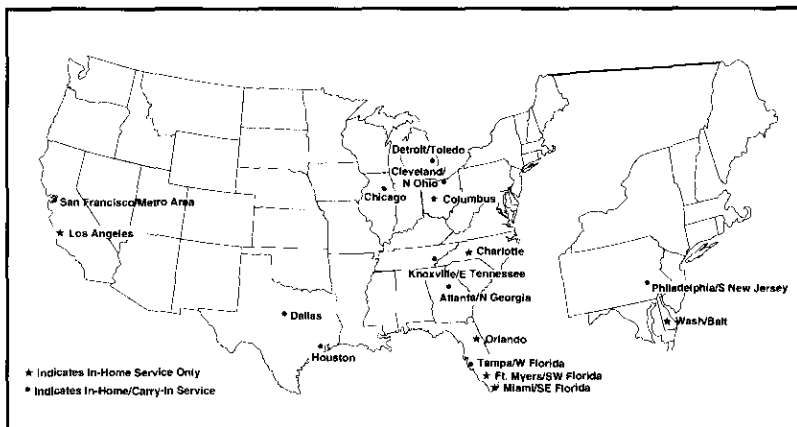 Detroit/Toledo
Cleveland/
N Ohio
Chicago
Columbus
San Francisco/Metro Area
Los Angeles
Charlotte
Knoxville/E Tennessee
Atlanta/N Georgia
Philadelphia/S New Jersey
Dallas
Wash/Balt
Orlando
Houston
Tampa/W Florida
Ft. Myers/SW Florida
Miami/SE Florida
★ Indicates In-Home Service Only
• Indicates In-Home/Carry-In Service